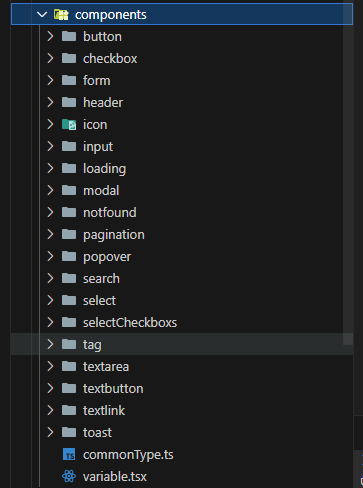 components
button
checkbox
form
header
icon
input
loading
modal
notfound
pagination
popover
search
select
selectCheckboxs
tag
textarea
textbutton
textlink
toast
TS commonType.ts
variable.tsx